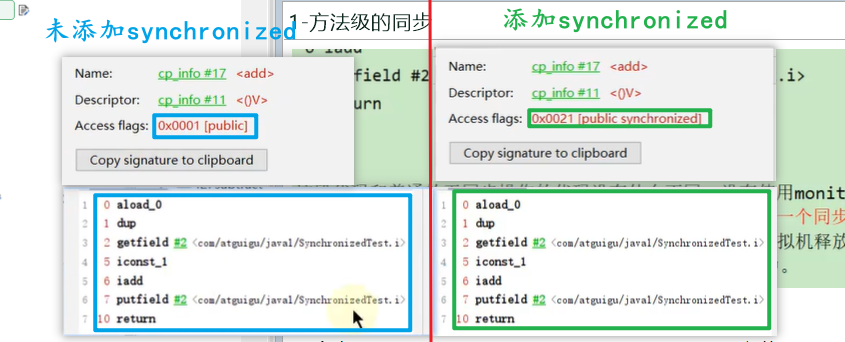 未添加synchronized
1-方法级的同步
添加synchronized
Name: cp_info #17 <add>
Descriptor: cp_info #11 <()V>
Access flags: 0x0001 [public]
Copy signature to clipboard
Name: cp_info #17 <add>
Descriptor: cp_info #11 <()V>
Access flags: 0x0021 [public synchronized]
Copy signature to clipboard
field #2
.i>
1 0 aload_0
2 1 dup
3 2 getfield #2 <com/atguigu/java1/SynchronizedTest.i>
4 5 iconst_1
5 6 iadd
6 7 putfield #2 <com/atguigu/java1/SynchronizedTest.i>
7 10 return
1 0 aload_0
2 1 dup
3 2 getfield #2 <com/atguigu/java1/SynchronizedTest.i>
4 5 iconst_1
5 6 iadd
6 7 putfield #2 <com/atguigu/java1/SynchronizedTest.i>
7 10 return
用monit
一个同步
拟机释放